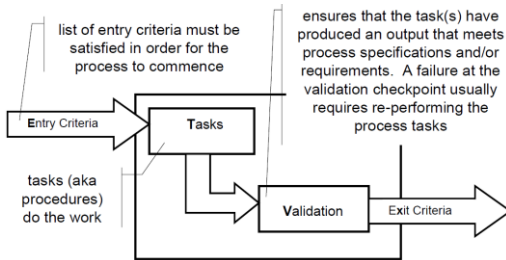 list of entry criteria must be
satisfied in order for the
process to commence
ensures that the task(s) have
produced an output that meets
process specifications and/or
requirements. A failure at the
validation checkpoint usually
requires re-performing the
process tasks
Entry Criteria
Tasks
tasks (aka
procedures)
do the work
Validation
Exit Criteria